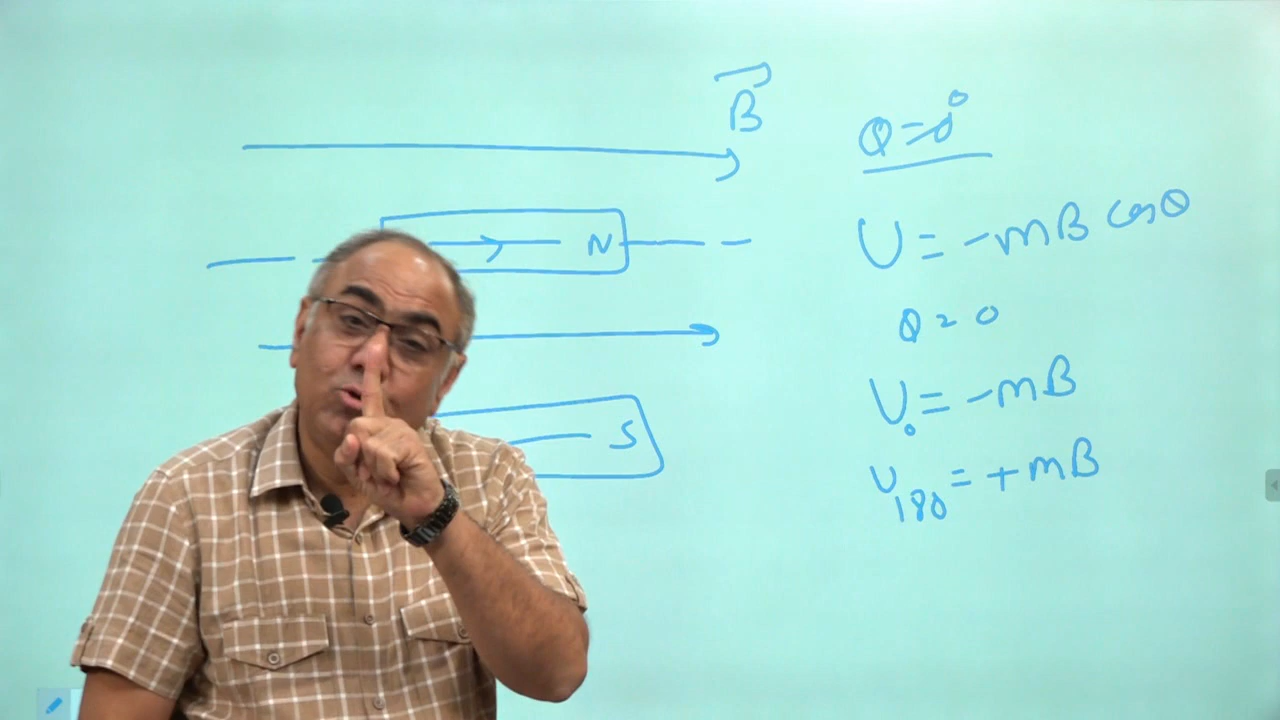 B
N
S
θ = 0°
U = -mB cosθ
θ = 0
U₀ = -mB
U₁₈₀ = +mB